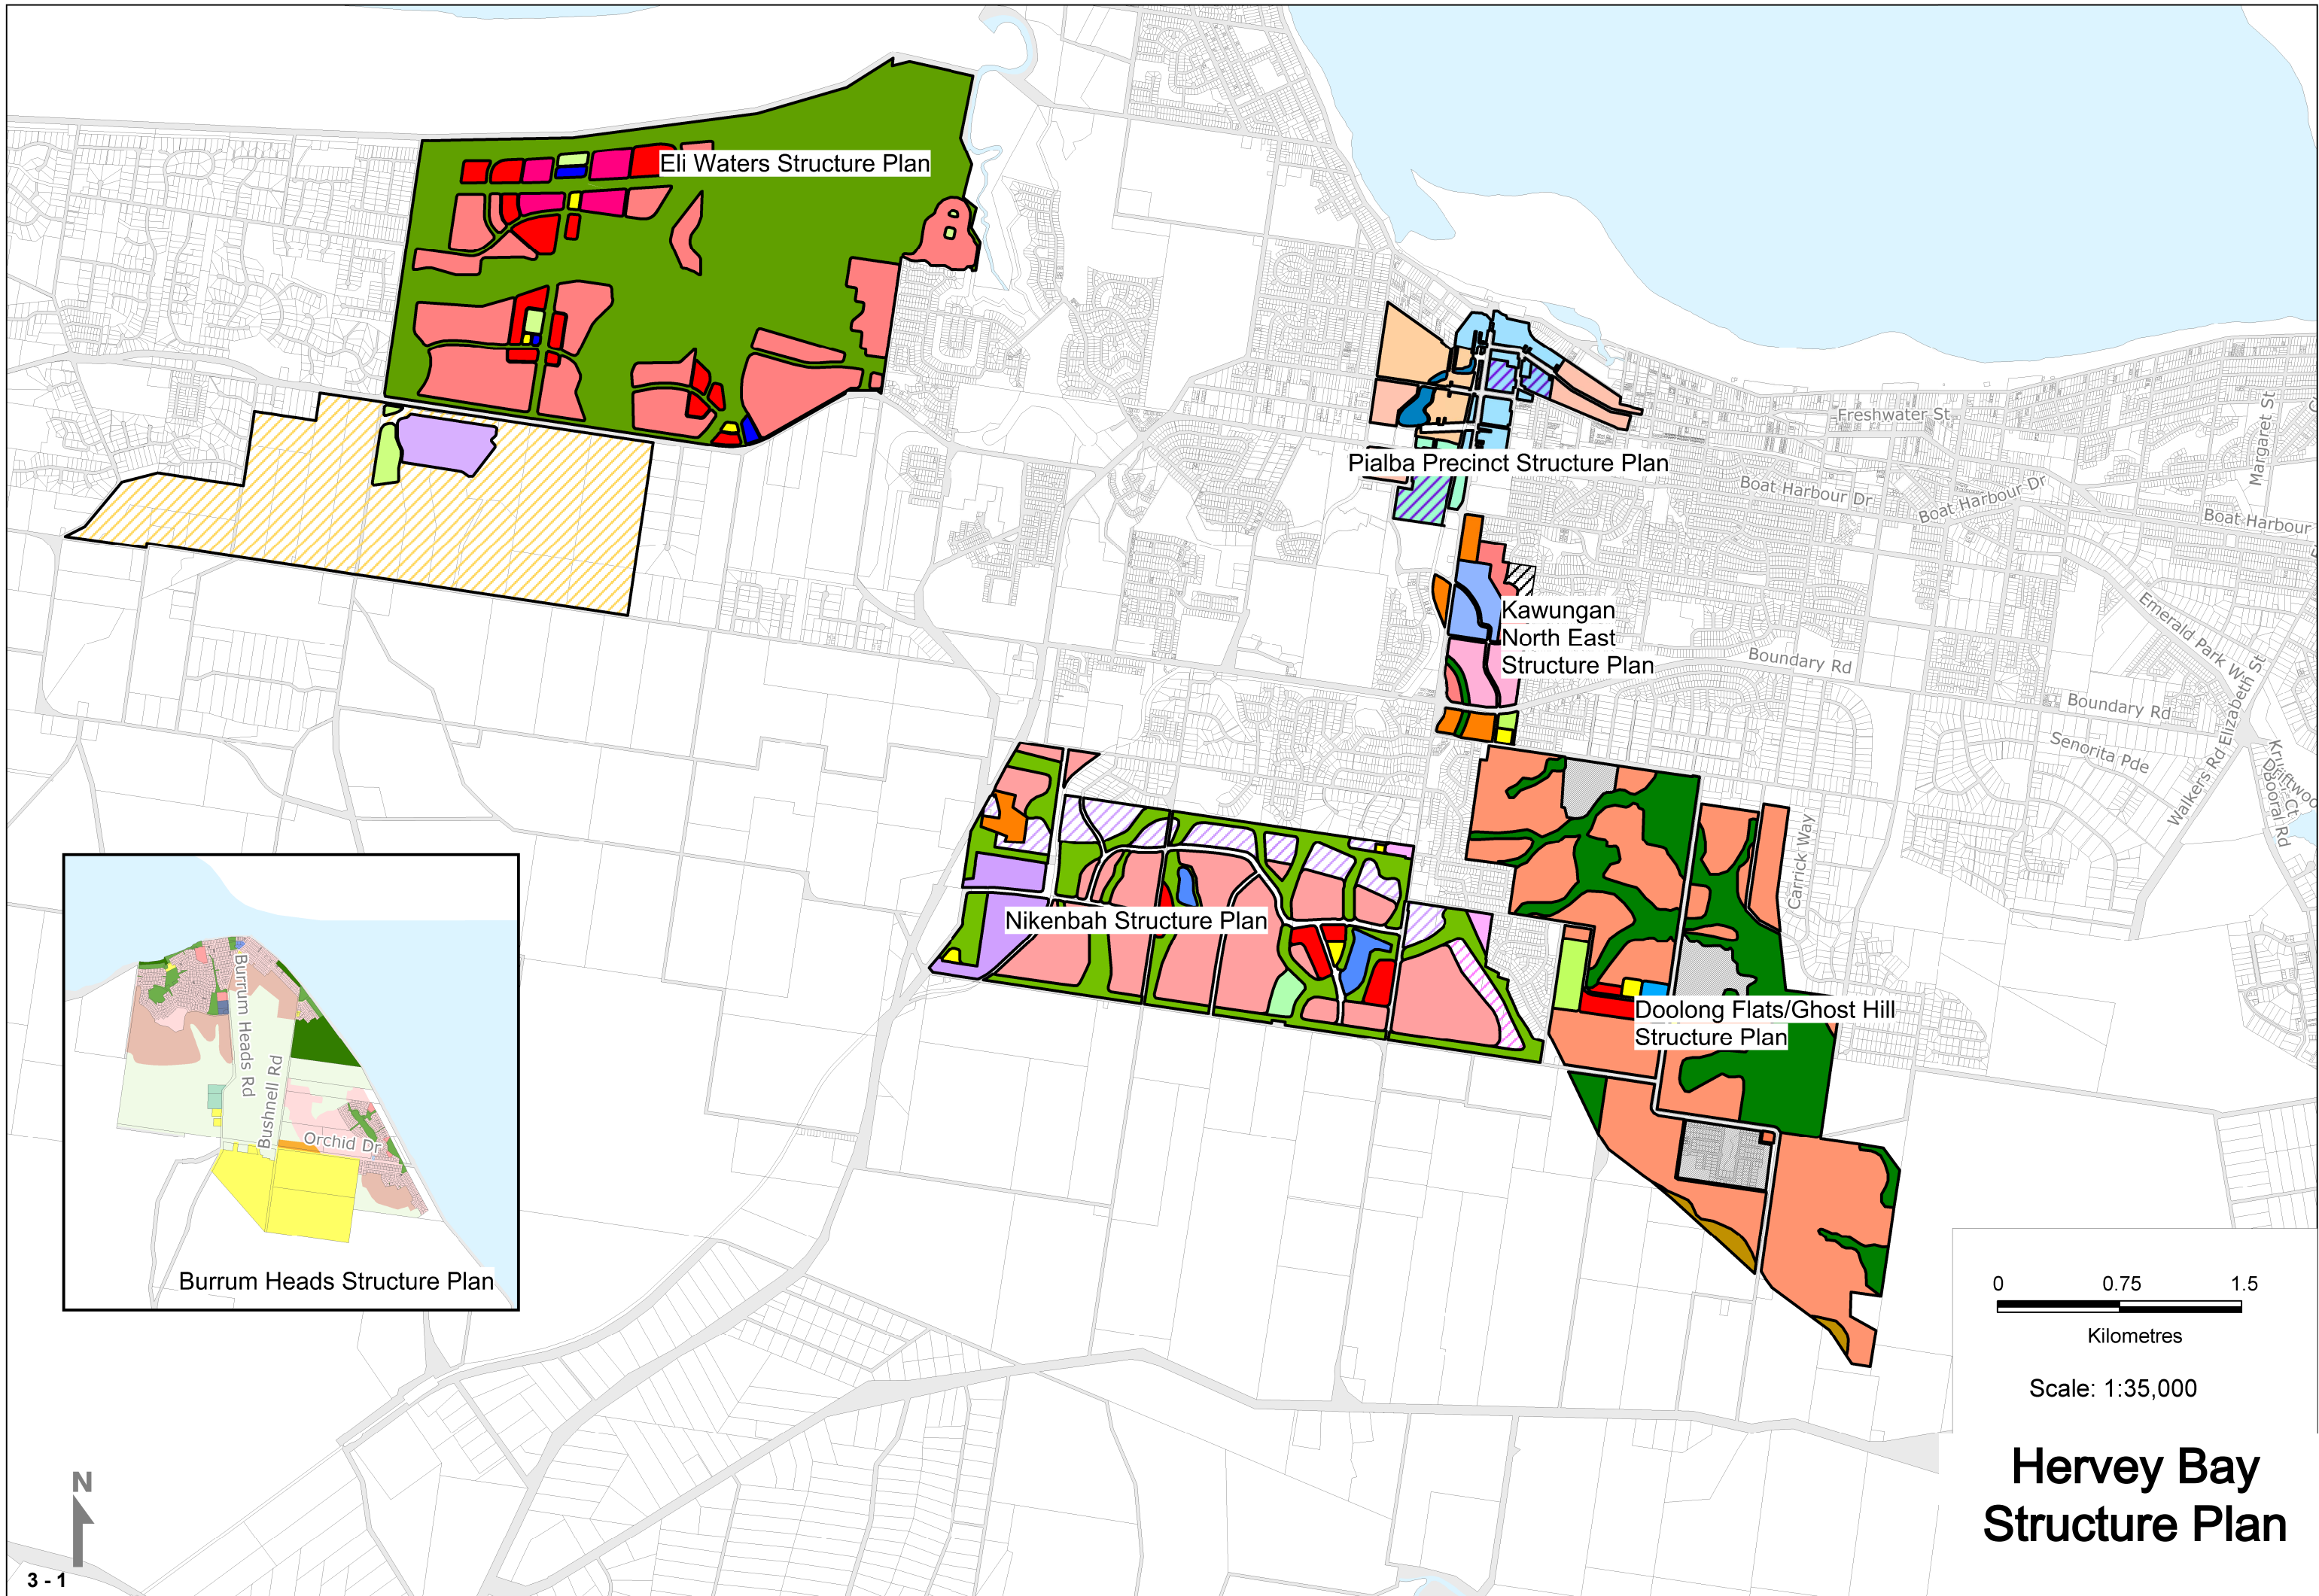 Eli Waters Structure Plan
Freshwater St
Margaret St
Pialba Precinct Structure Plan
Boat Harbour Dr
Boat Harbour Dr
Boat Harbour
Kawungan
North East
Structure Plan
Emerald Park W
Boundary Rd
Elizabeth St
Boundary Rd
Senorita Pde
Walkers Rd
Booral Rd
Carrick Way
Nikenbah Structure Plan
Burrum Heads Rd
Bushnell Rd
Orchid Dr
Doolong Flats/Ghost Hill
Structure Plan
Burrum Heads Structure Plan
0 0.75 1.5
Kilometres
Scale: 1:35,000
Hervey Bay
Structure Plan
N
3 - 1